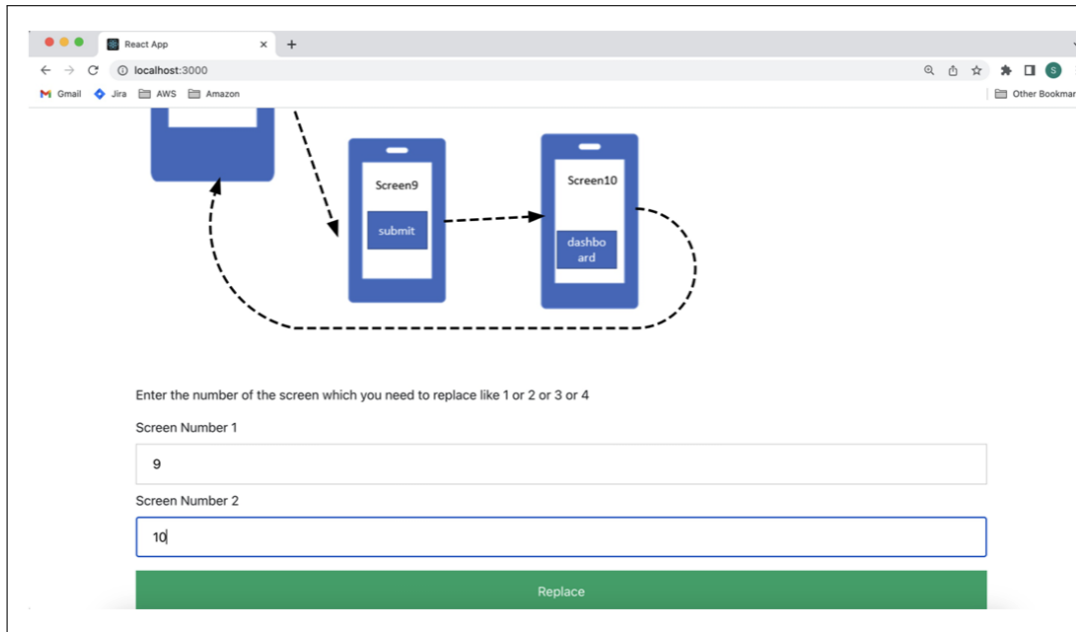 React App
localhost:3000
S
Gmail Jira AWS Amazon Other Bookmar
Screen9
submit
Screen10
dashbo
ard
Enter the number of the screen which you need to replace like 1 or 2 or 3 or 4
Screen Number 1
9
Screen Number 2
10
Replace